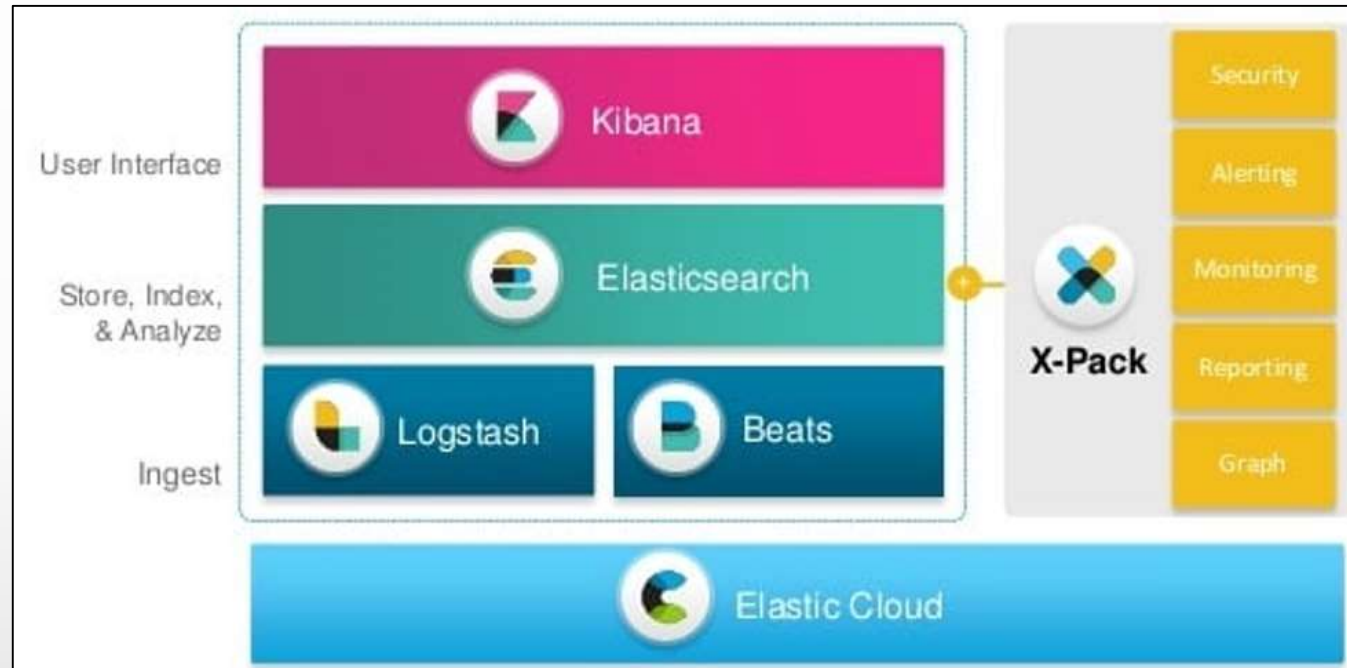 Kibana
User Interface
Elasticsearch
Store, Index,
& Analyze
Logstash
Beats
Ingest
X-Pack
Security
Alerting
Monitoring
Reporting
Graph
Elastic Cloud